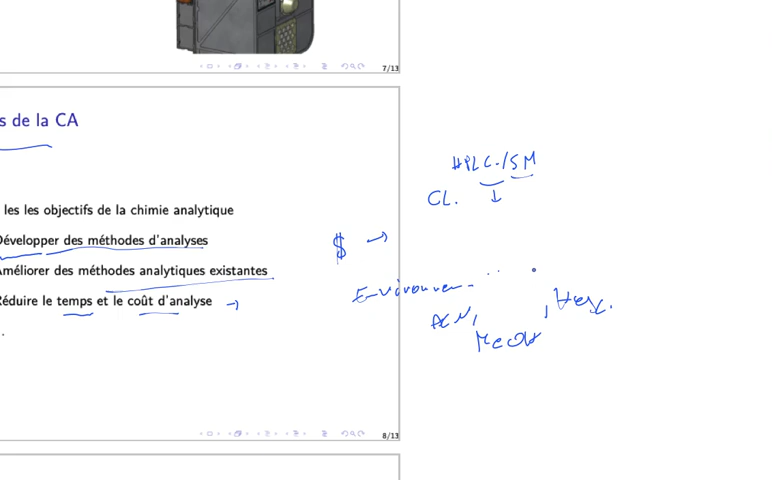 7/13
s de la CA
HPLC-/SM
CL.
les les objectifs de la chimie analytique
Développer des méthodes d'analyses
$
Améliorer des méthodes analytiques existantes
Réduire le temps et le coût d'analyse
ACN,
MeOH
, Hex.
8/13